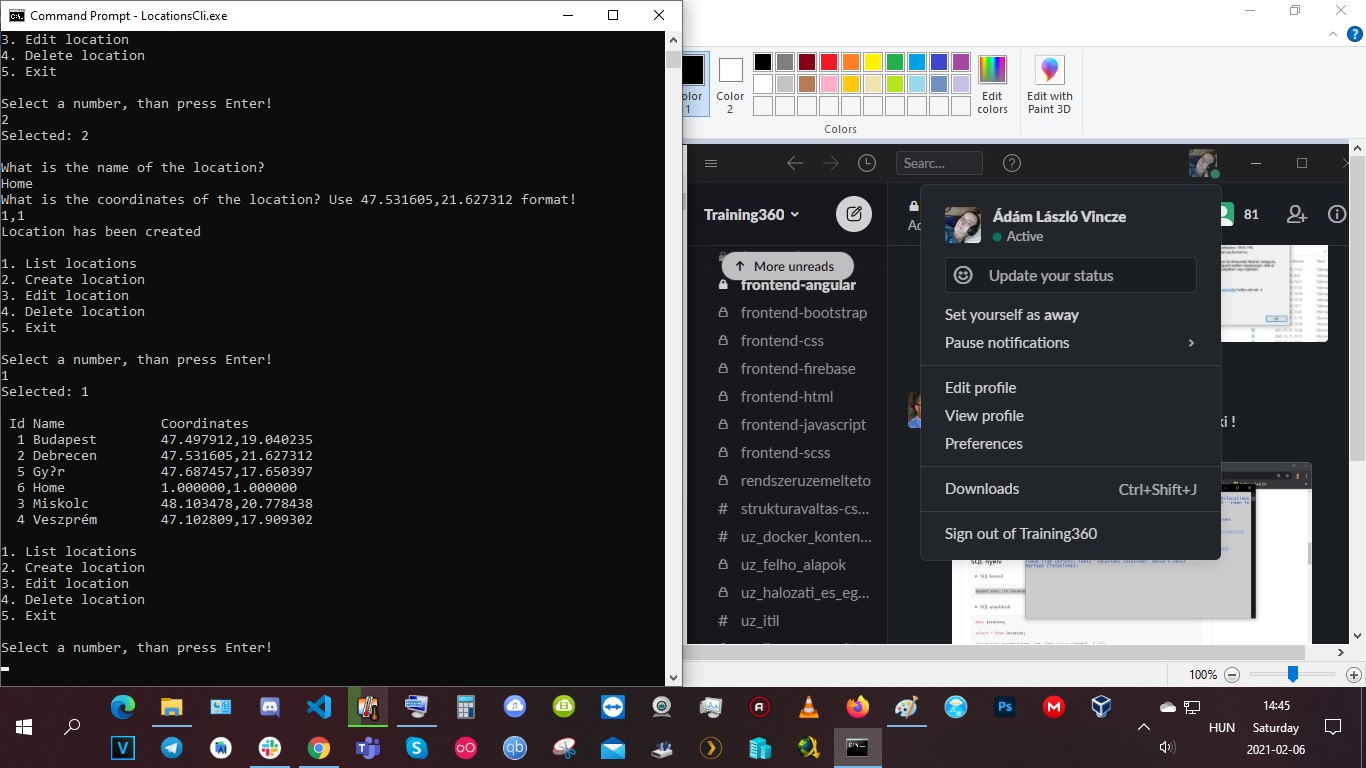 Command Prompt - LocationsCli.exe
3. Edit location
4. Delete location
5. Exit
Select a number, than press Enter!
2
Selected: 2
What is the name of the location?
Home
What is the coordinates of the location? Use 47.531605,21.627312 format!
1,1
Location has been created
1. List locations
2. Create location
3. Edit location
4. Delete location
5. Exit
Select a number, than press Enter!
1
Selected: 1
Id Name Coordinates
1 Budapest 47.497912,19.040235
2 Debrecen 47.531605,21.627312
5 Gy?r 47.687457,17.650397
6 Home 1.000000,1.000000
3 Miskolc 48.103478,20.778438
4 Veszprém 47.102809,17.909302
1. List locations
2. Create location
3. Edit location
4. Delete location
5. Exit
Select a number, than press Enter!
olor
1
Color
2
Edit
colors
Edit with
Paint 3D
Colors
Searc...
Training360
More unreads
frontend-angular
frontend-bootstrap
frontend-css
frontend-firebase
frontend-html
frontend-javascript
frontend-scss
rendszeruzemelteto
strukturavaltas-cs...
uz_docker_konten...
uz_felho_alapok
uz_halozati_es_eg...
uz_itil
81
Ádám László Vincze
Active
Update your status
Set yourself as away
Pause notifications
Edit profile
View profile
Preferences
Downloads Ctrl+Shift+J
Sign out of Training360
ki !
SQL nyelv
100%
14:45
HUN Saturday
2021-02-06